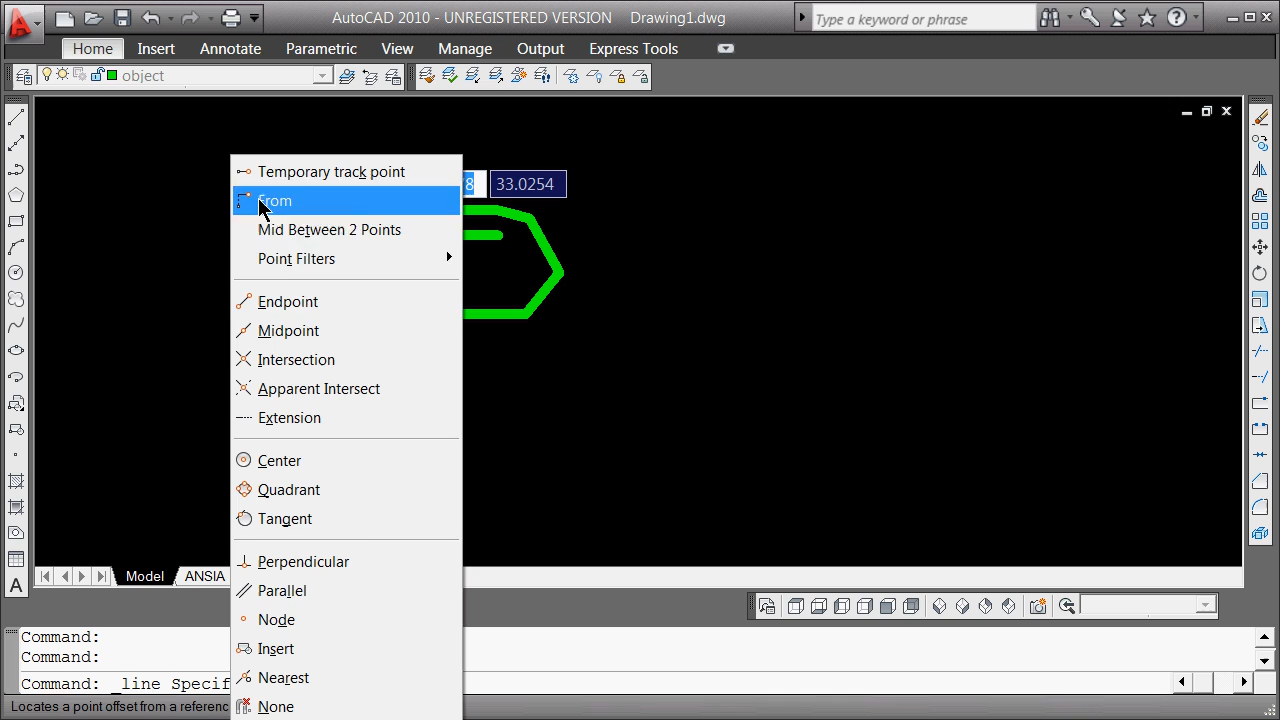 AutoCAD 2010 - UNREGISTERED VERSION Drawing1.dwg
Type a keyword or phrase
Home Insert Annotate Parametric View Manage Output Express Tools
object
Temporary track point
8 33.0254
From
Mid Between 2 Points
Point Filters
Endpoint
Midpoint
Intersection
Apparent Intersect
Extension
Center
Quadrant
Tangent
Perpendicular
Model ANSIA
Parallel
Node
Insert
Nearest
None
A
Command:
Command:
Command: _line Specif
Locates a point offset from a referenc